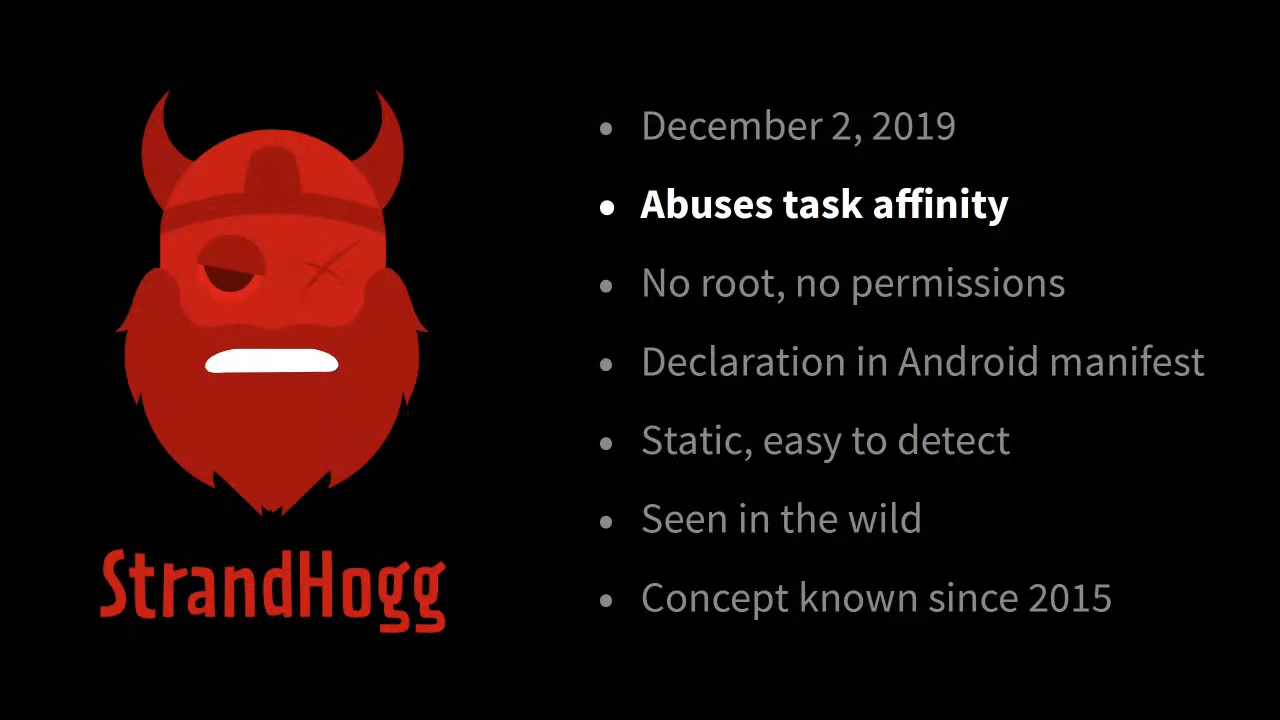 December 2, 2019
Abuses task affinity
No root, no permissions
Declaration in Android manifest
Static, easy to detect
Seen in the wild
Concept known since 2015
StrandHogg